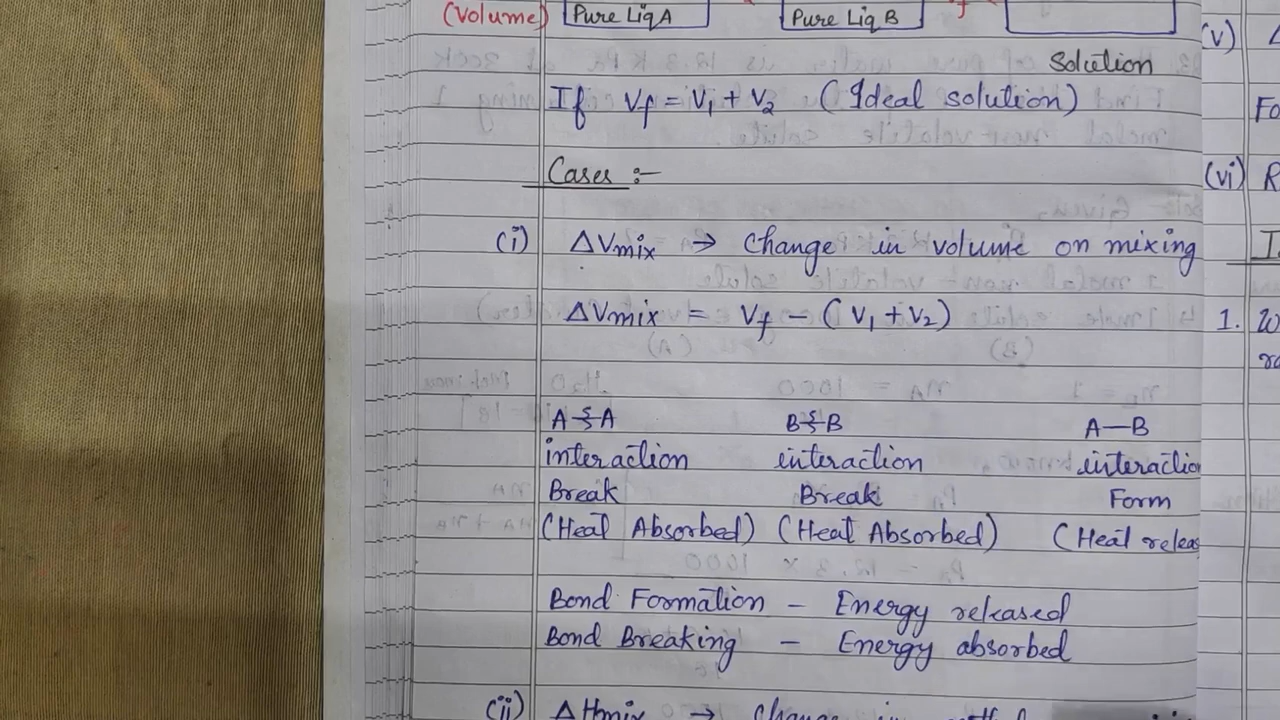 (Volume) Pure Liq A Pure Liq B
Solution
If Vf = V₁ + V₂ (Ideal solution)
Cases :-
(i) ΔVmix → Change in volume on mixing
ΔVmix = Vf - (V₁ + V₂)
A A B B A—B
interaction interaction interactio
Break Break Form
(Heat Absorbed) (Heat Absorbed) (Heat releas
Bond Formation - Energy released
Bond Breaking - Energy absorbed
(ii) ΔHmix → Change in
(v)
Fo
(vi) R
I
1. W